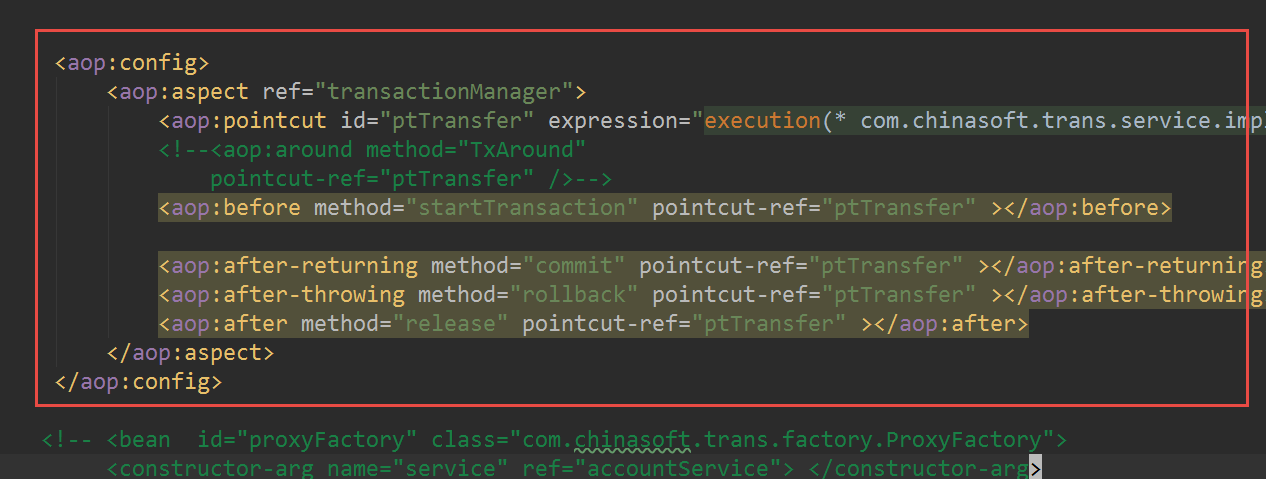 <aop:config>
<aop:aspect ref="transactionManager">
<aop:pointcut id="ptTransfer" expression="execution(* com.chinasoft.trans.service.impl
<!--<aop:around method="TxAround"
pointcut-ref="ptTransfer" />-->
<aop:before method="startTransaction" pointcut-ref="ptTransfer" ></aop:before>
<aop:after-returning method="commit" pointcut-ref="ptTransfer" ></aop:after-returning
<aop:after-throwing method="rollback" pointcut-ref="ptTransfer" ></aop:after-throwing
<aop:after method="release" pointcut-ref="ptTransfer" ></aop:after>
</aop:aspect>
</aop:config>
<!-- <bean  id="proxyFactory" class="com.chinasoft.trans.factory.ProxyFactory">
<constructor-arg name="service" ref="accountService"> </constructor-arg>